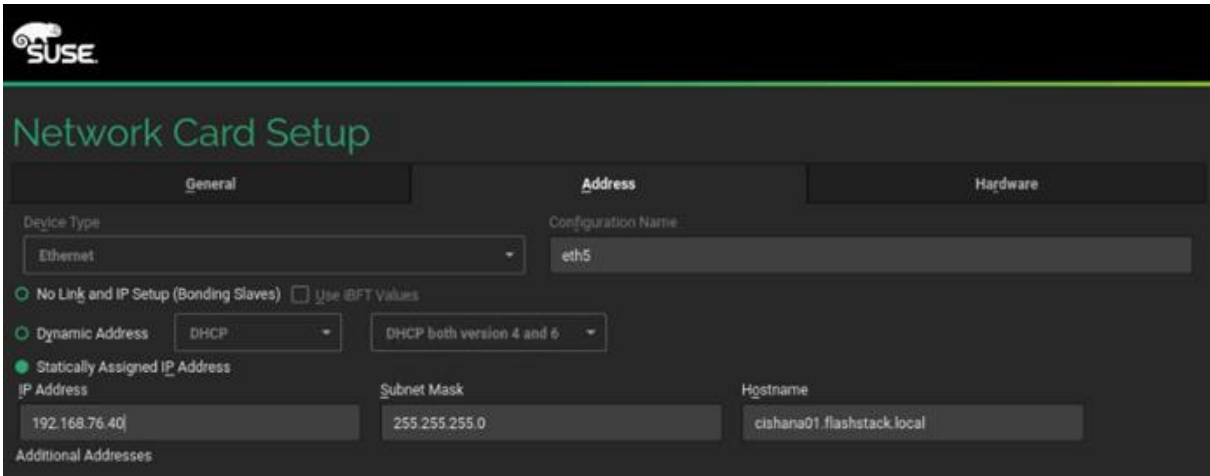 SUSE.
Network Card Setup
General Address Hardware
Device Type Configuration Name
Ethernet eth5
No Link and IP Setup (Bonding Slaves) Use iBFT Values
Dynamic Address DHCP DHCP both version 4 and 6
Statically Assigned IP Address
IP Address Subnet Mask Hostname
192.168.76.40 255.255.255.0 cishana01.flashstack.local
Additional Addresses